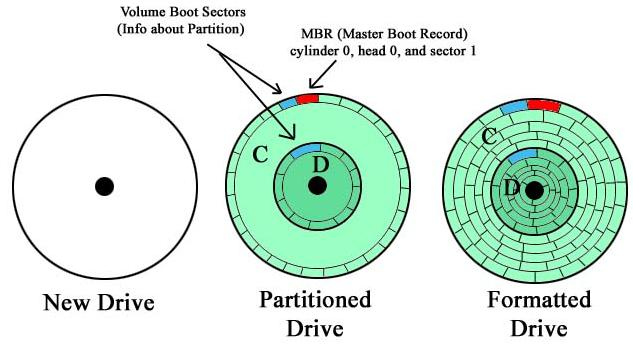 Volume Boot Sectors
(Info about Partition)
MBR (Master Boot Record)
cylinder 0, head 0, and sector 1
C
D
C
D
New Drive
Partitioned
Drive
Formatted
Drive